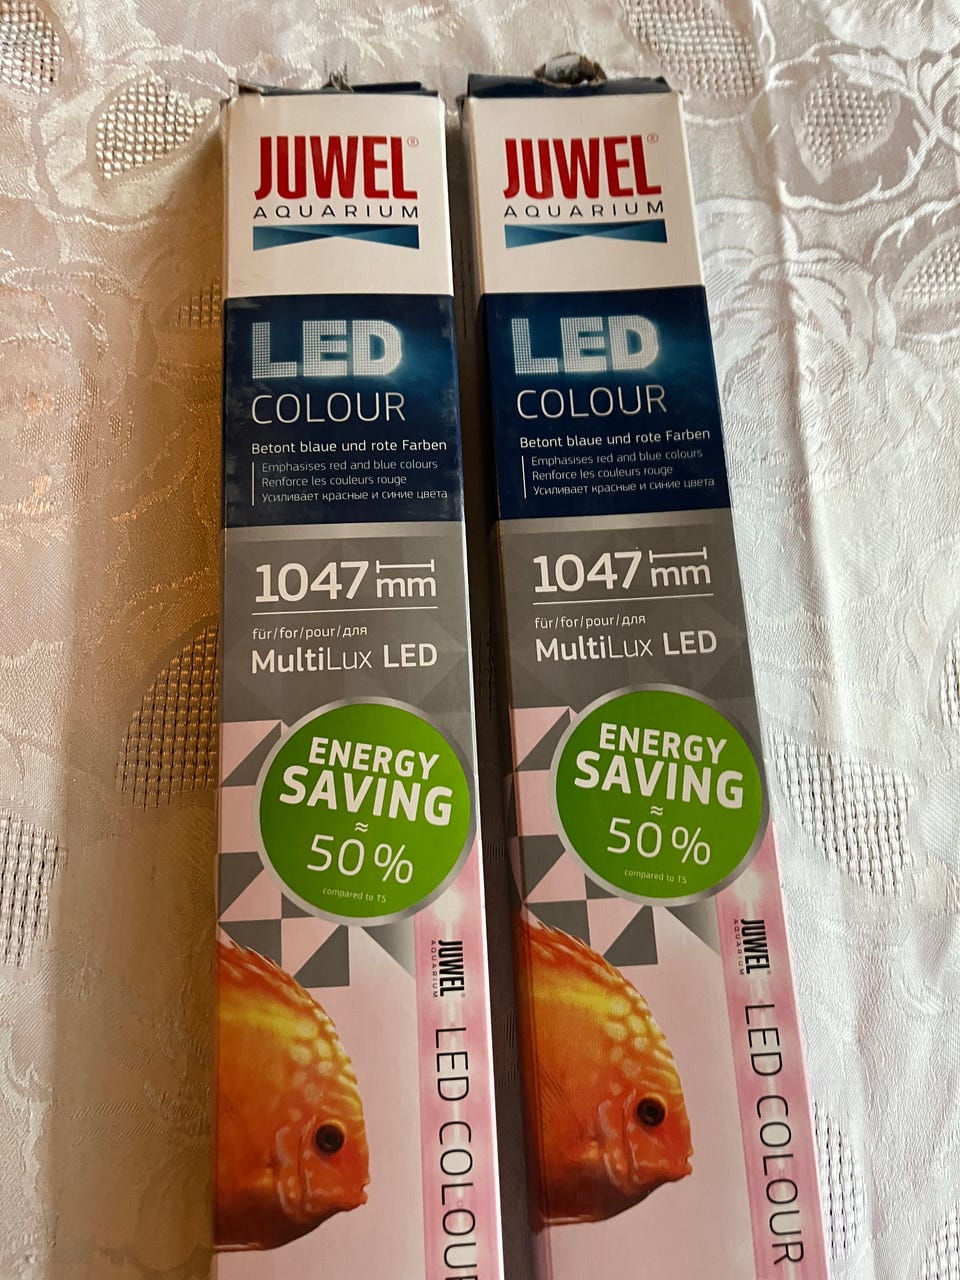 JUWEL®
AQUARIUM
LED
COLOUR
Betont blaue und rote Farben
Emphasises red and blue colours
Renforce les couleurs rouge
Усиливает красные и синие цвета
1047 mm
für/for/pour/для
MultiLux LED
ENERGY
SAVING
≈
50%
compared to T5
JUWEL®
AQUARIUM
LED COLOU
JUWEL®
AQUARIUM
LED
COLOUR
Betont blaue und rote Farben
Emphasises red and blue colours
Renforce les couleurs rouge
Усиливает красные и синие цвета
1047 mm
für/for/pour/для
MultiLux LED
ENERGY
SAVING
≈
50%
compared to T5
JUWEL®
AQUARIUM
LED COLOUR